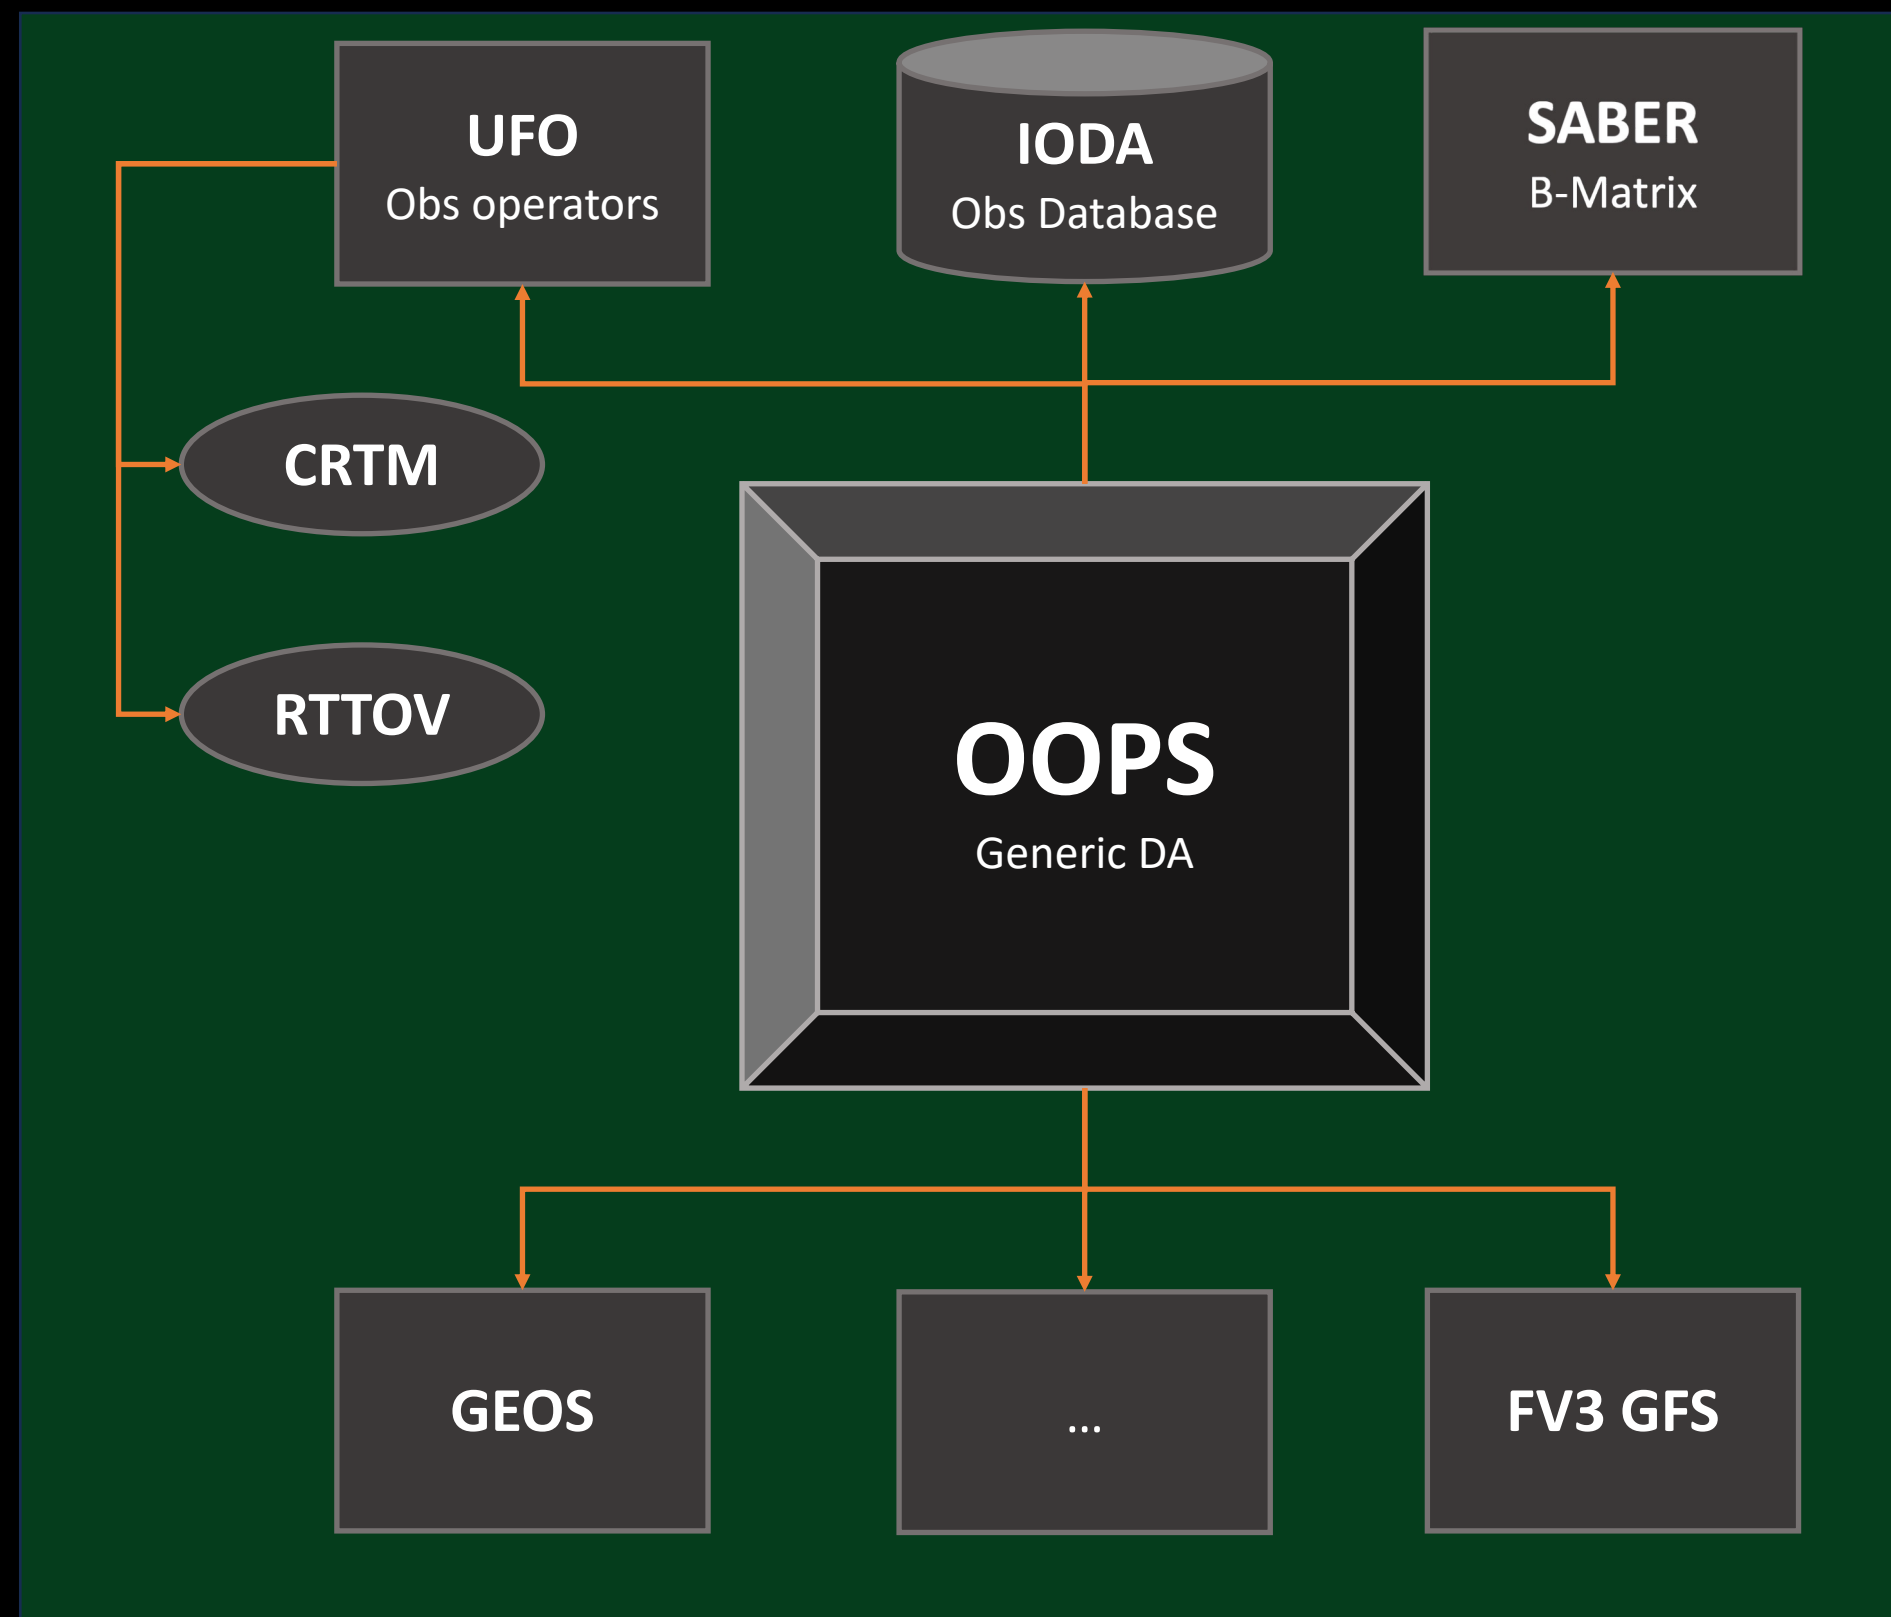 UFO
Obs operators
IODA
Obs Database
SABER
B-Matrix
CRTM
RTTOV
OOPS
Generic DA
GEOS
...
FV3 GFS